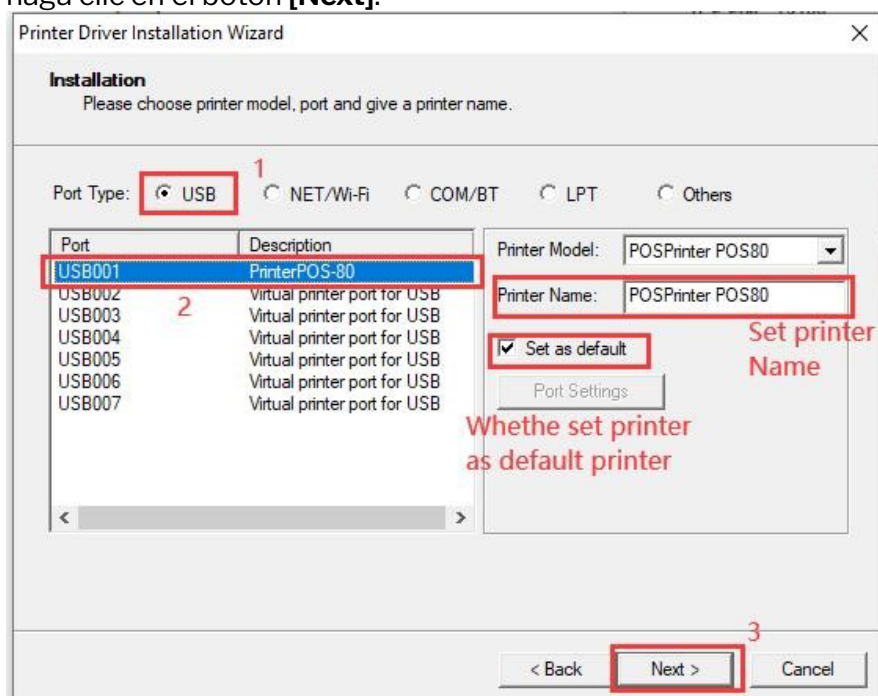 haga clic en el botón [Next].
Printer Driver Installation Wizard
Installation
Please choose printer model, port and give a printer name.
1
Port Type: USB NET/Wi-Fi COM/BT LPT Others
Port Description
USB001 PrinterPOS-80
USB002 Virtual printer port for USB
USB003 Virtual printer port for USB
USB004 Virtual printer port for USB
USB005 Virtual printer port for USB
USB006 Virtual printer port for USB
USB007 Virtual printer port for USB
2
Printer Model: POSPrinter POS80
Printer Name: POSPrinter POS80
Set printer
Name
Set as default
Port Settings
Whethe set printer
as default printer
3
< Back Next > Cancel